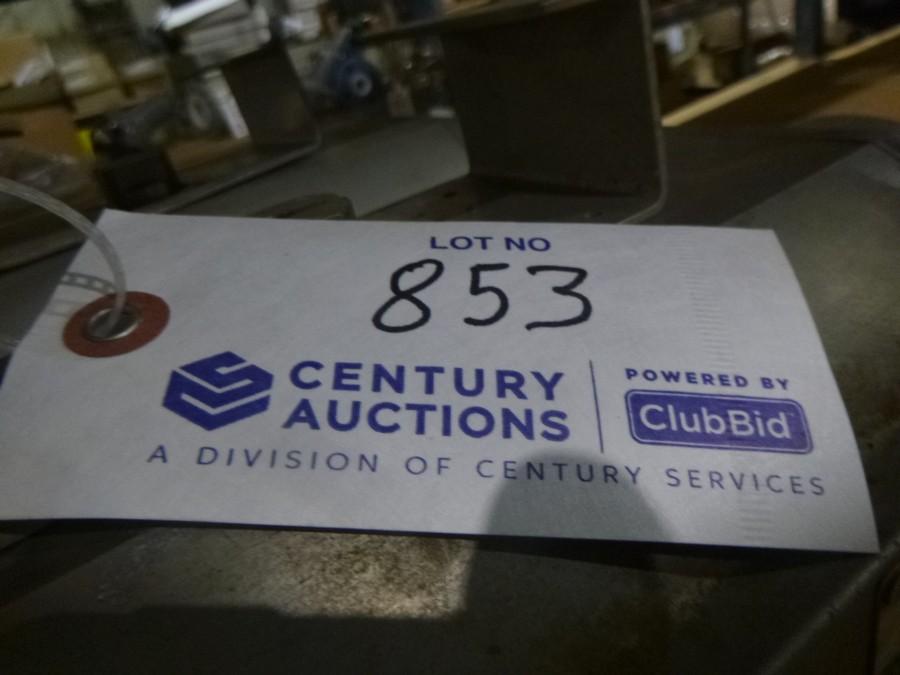 LOT NO
853
CENTURY
AUCTIONS
POWERED BY
ClubBid
A DIVISION OF CENTURY SERVICES